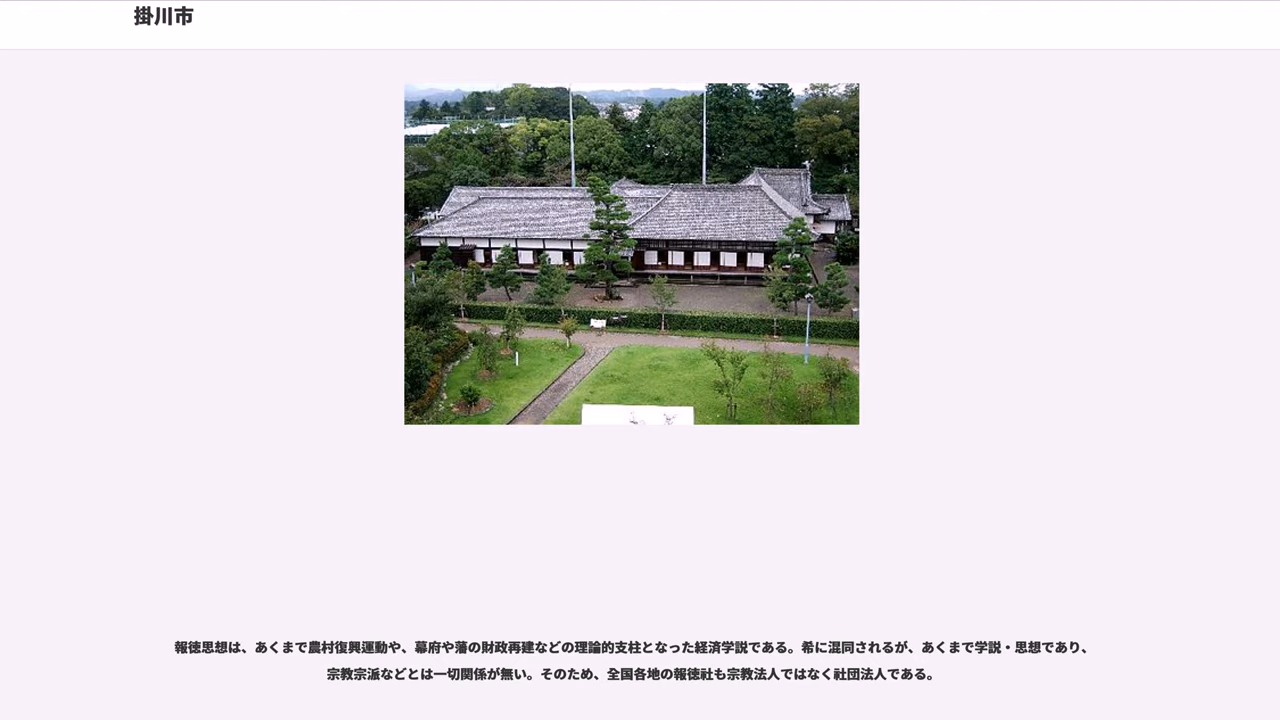 掛川市
報徳思想は、あくまで農村復興運動や、幕府や藩の財政再建などの理論的支柱となった経済学説である。希に混同されるが、あくまで学説・思想であり、
宗教宗派などとは一切関係が無い。そのため、全国各地の報徳社も宗教法人ではなく社団法人である。